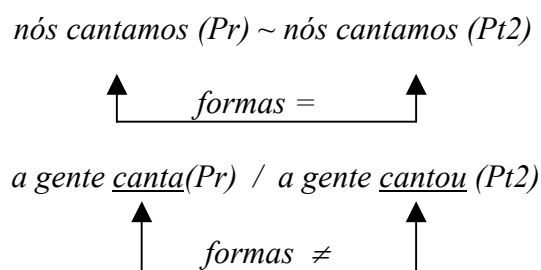 nós cantamos (Pr) ~ nós cantamos (Pt2)
formas =
a gente canta(Pr) / a gente cantou (Pt2)
formas ≠